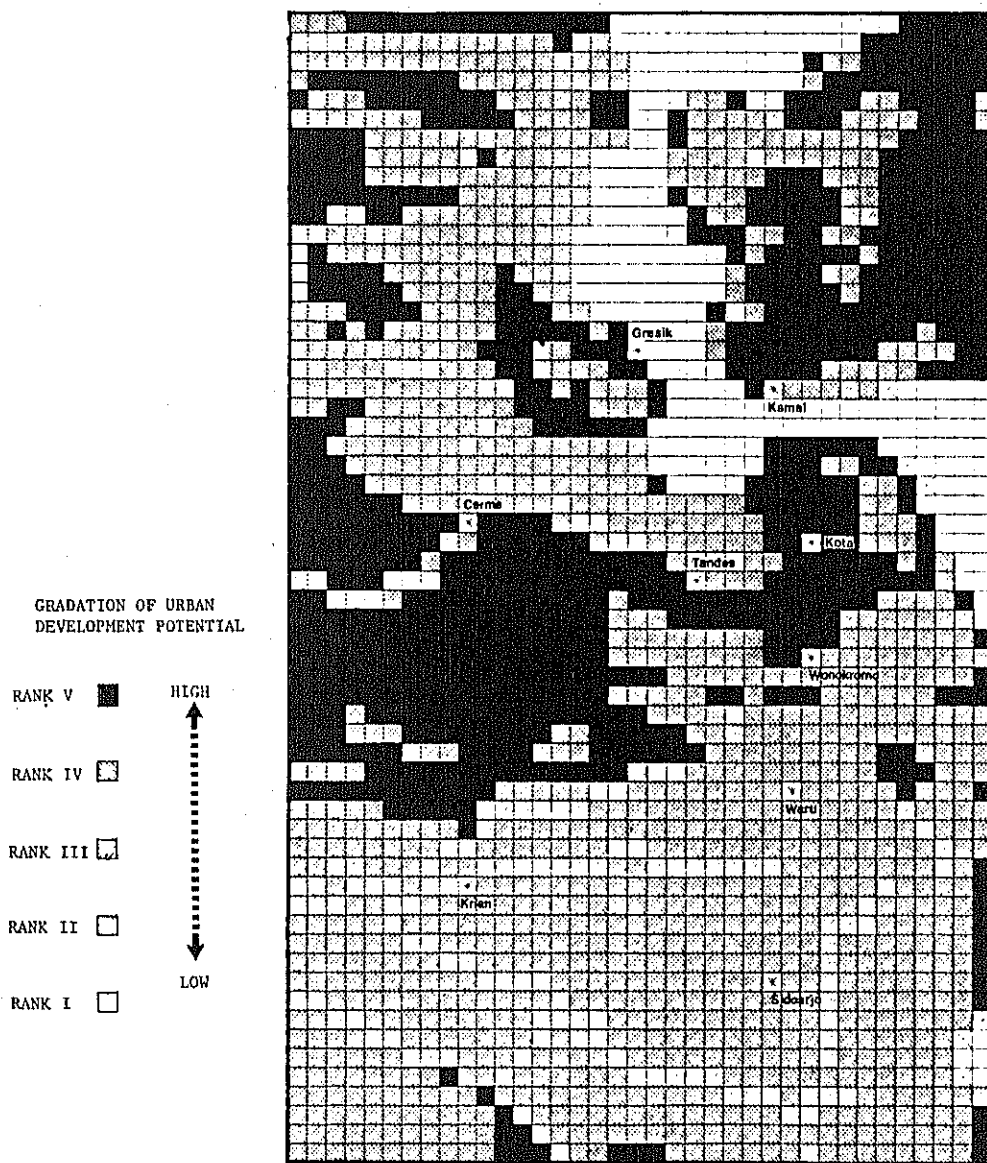 GRADATION OF URBAN
DEVELOPMENT POTENTIAL
RANK V
HIGH
RANK IV
RANK III
RANK II
LOW
RANK I
Gresik
Kamal
Cerme
Kota
Tandes
Wonokromo
Waru
Krian
Sidoarjo